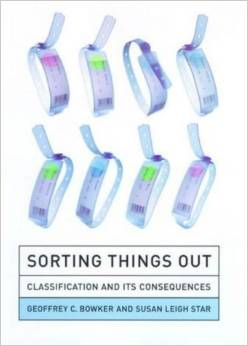 SORTING THINGS OUT
CLASSIFICATION AND ITS CONSEQUENCES
GEOFFREY C. BOWKER AND SUSAN LEIGH STAR